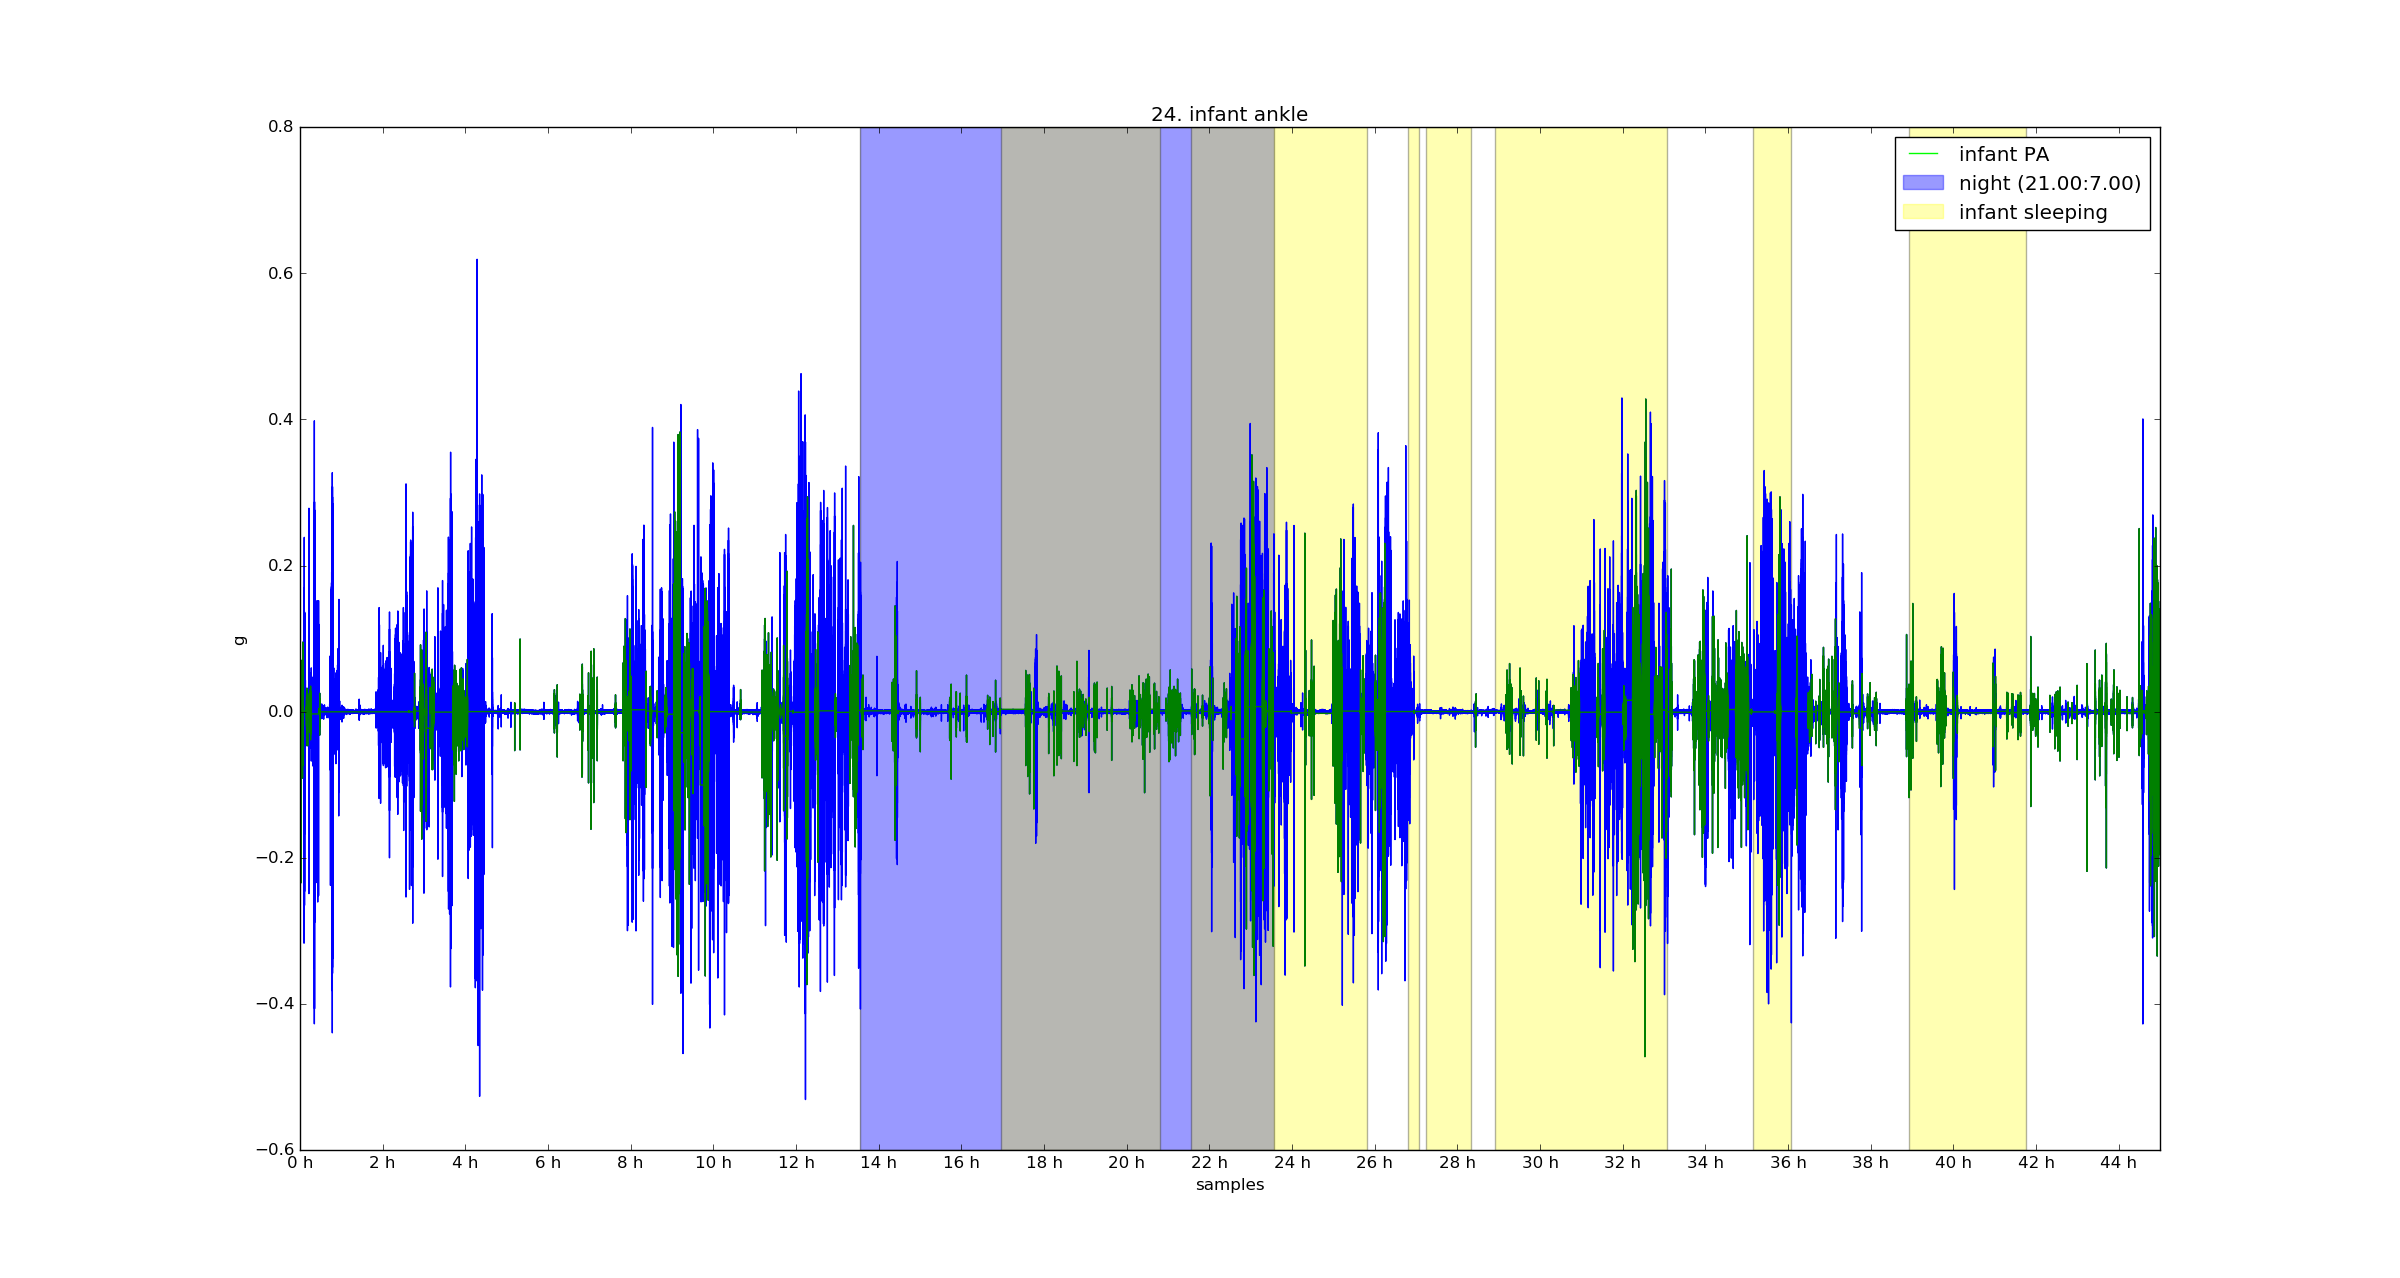 24. infant ankle
0.8
0.6
0.4
0.2
0.0
−0.2
−0.4
−0.6
g
infant PA
night (21.00:7.00)
infant sleeping
0 h 2 h 4 h 6 h 8 h 10 h 12 h 14 h 16 h 18 h 20 h 22 h 24 h 26 h 28 h 30 h 32 h 34 h 36 h 38 h 40 h 42 h 44 h
samples